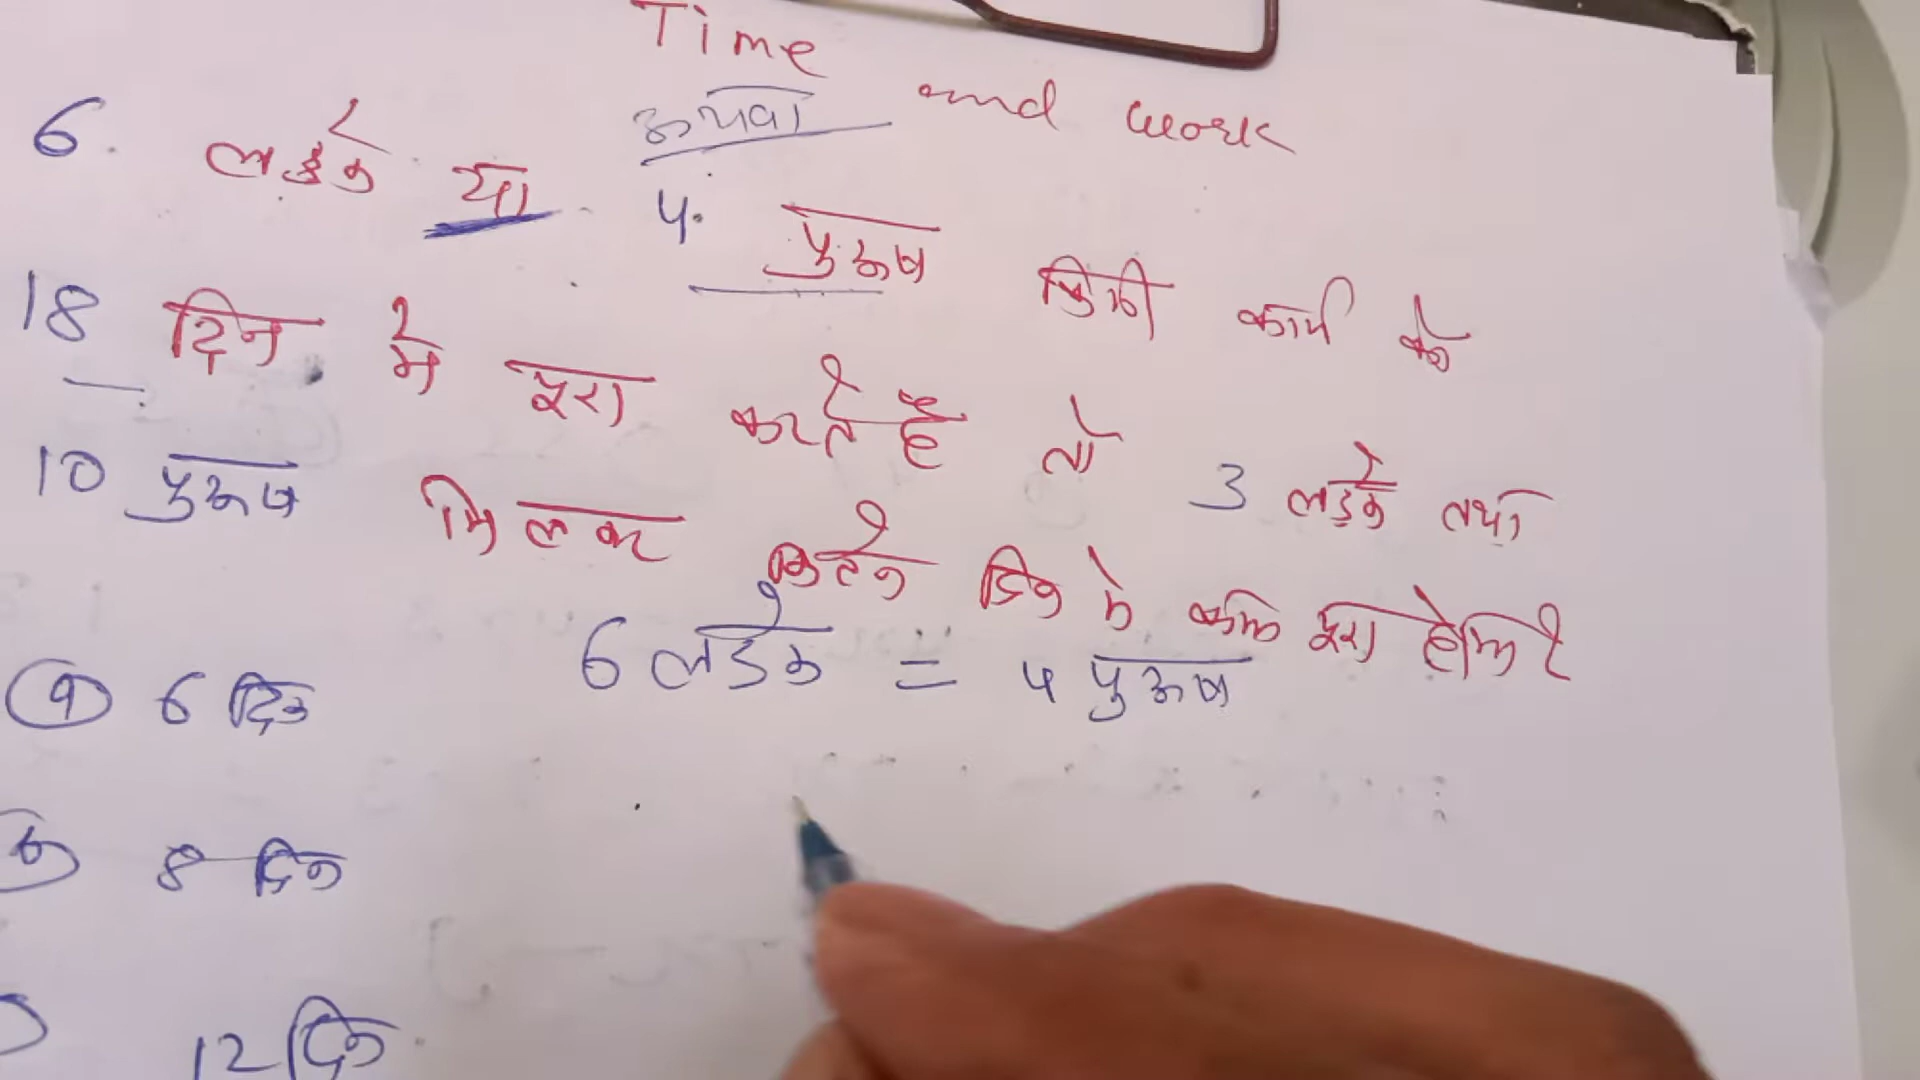 Time and work
अथवा
6 लड़के या 4 पुरूष किसी कार्य को
18 दिन मे पूरा करते है तो 3 लड़के तथा
10 पुरूष मिलकर कितने दिन मे कार्य पूरा होगा
6 लड़के = 4 पुरूष
a 6 दिन
b 8 दिन
12 दिन